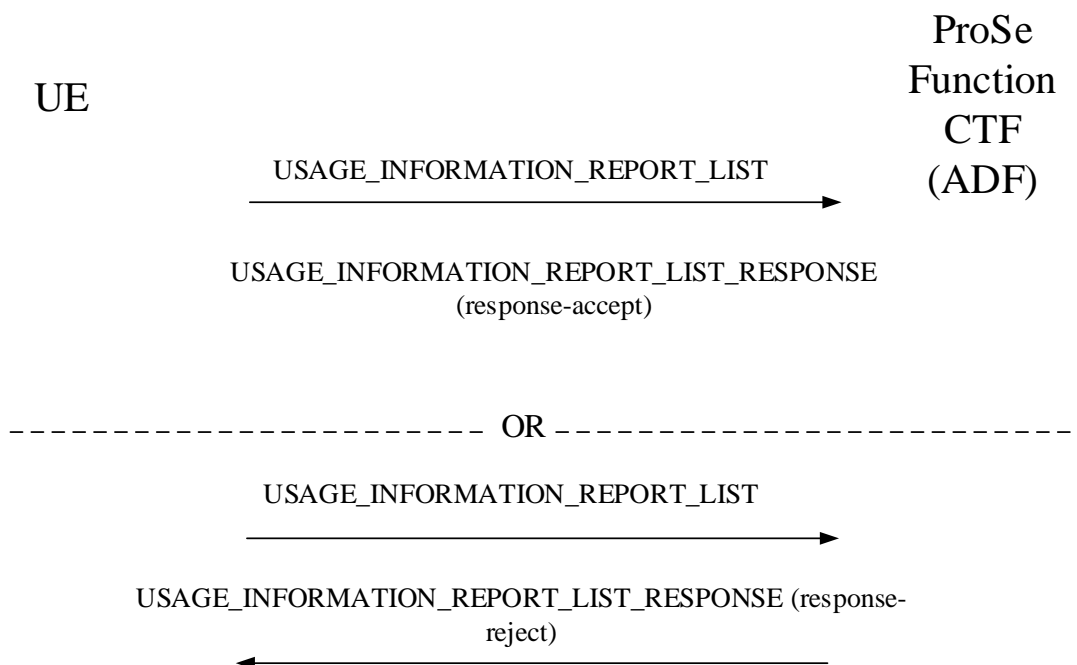 ProSe
Function
CTF
(ADF)
UE
USAGE_INFORMATION_REPORT_LIST
USAGE_INFORMATION_REPORT_LIST_RESPONSE
(response-accept)
OR
USAGE_INFORMATION_REPORT_LIST
USAGE_INFORMATION_REPORT_LIST_RESPONSE (response-
reject)